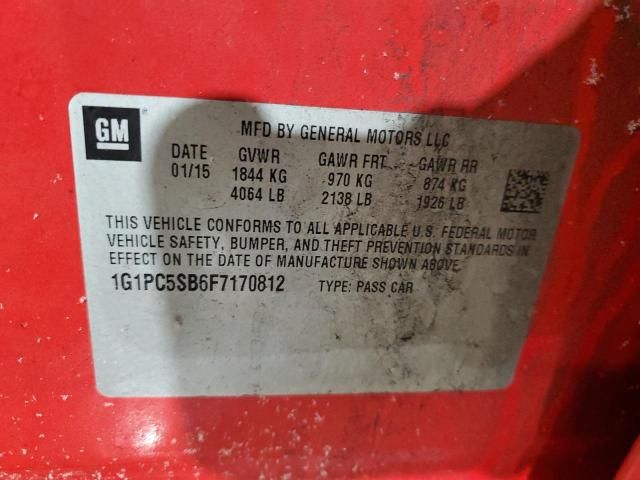 GM
MFD BY GENERAL MOTORS LLC
DATE GVWR GAWR FRT GAWR RR
01/15 1844 KG 970 KG 874 KG
4064 LB 2138 LB 1926 LB
THIS VEHICLE CONFORMS TO ALL APPLICABLE U.S. FEDERAL MOTOR
VEHICLE SAFETY, BUMPER, AND THEFT PREVENTION STANDARDS IN
EFFECT ON THE DATE OF MANUFACTURE SHOWN ABOVE.
1G1PC5SB6F7170812 TYPE: PASS CAR